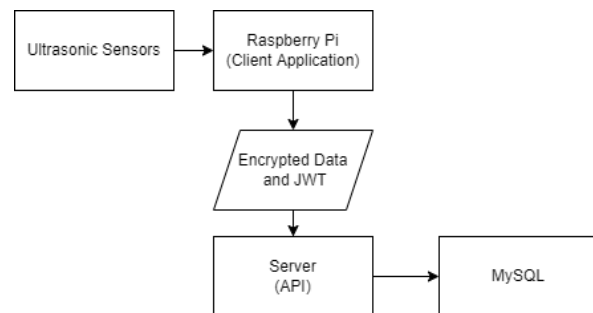 Ultrasonic Sensors
Raspberry Pi
(Client Application)
Encrypted Data
and JWT
Server
(API)
MySQL